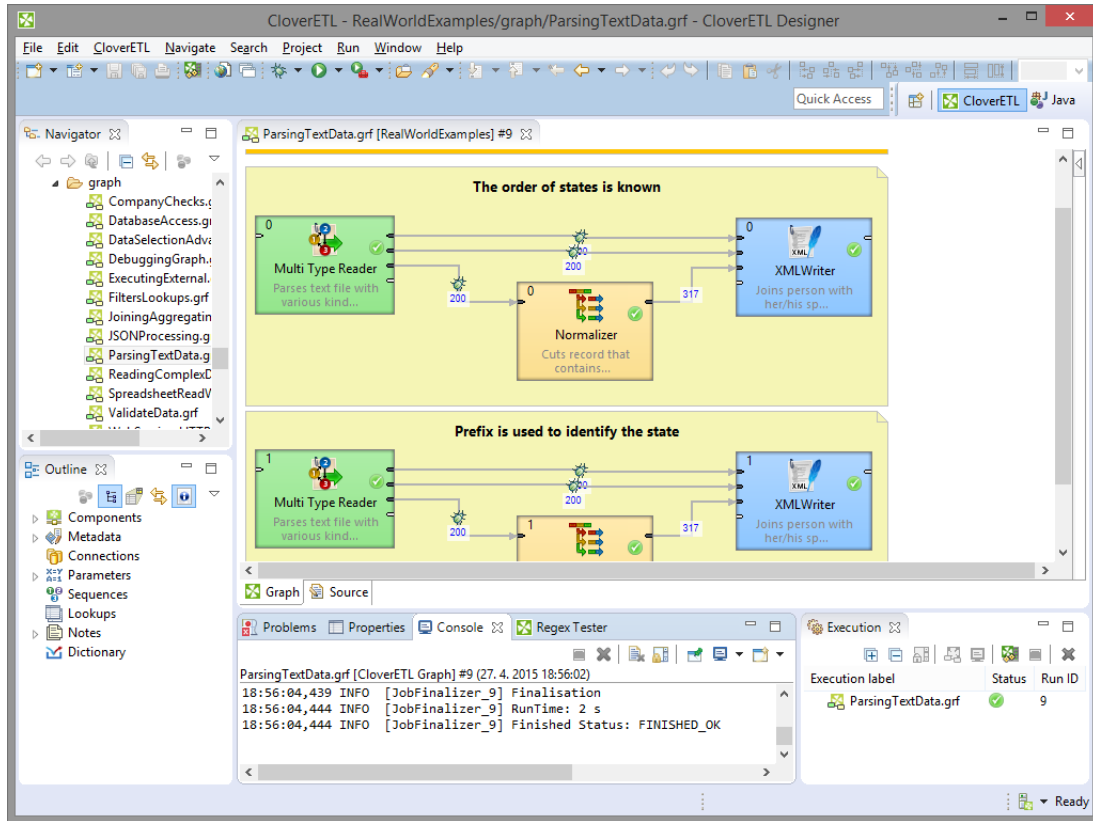 CloverETL - RealWorldExamples/graph/ParsingTextData.grf - CloverETL Designer
File Edit CloverETL Navigate Search Project Run Window Help
Quick Access
CloverETL
Java
Navigator
graph
CompanyChecks.g
DatabaseAccess.gr
DataSelectionAdva
DebuggingGraph.g
ExecutingExternal.
FiltersLookups.grf
JoiningAggregatin
JSONProcessing.g
ParsingTextData.g
ReadingComplexD
SpreadsheetReadV
ValidateData.grf
Outline
Components
Metadata
Connections
Parameters
Sequences
Lookups
Notes
Dictionary
ParsingTextData.grf [RealWorldExamples] #9
The order of states is known
0
Multi Type Reader
Parses text file with
various kind...
200
200
0
Normalizer
Cuts record that
contains...
317
0
XML
XMLWriter
Joins person with
her/his sp...
Prefix is used to identify the state
1
Multi Type Reader
Parses text file with
various kind...
200
200
1
317
1
XML
XMLWriter
Joins person with
her/his sp...
Graph Source
Problems Properties Console Regex Tester
ParsingTextData.grf [CloverETL Graph] #9 (27. 4. 2015 18:56:02)
18:56:04,439 INFO [JobFinalizer_9] Finalisation
18:56:04,444 INFO [JobFinalizer_9] RunTime: 2 s
18:56:04,444 INFO [JobFinalizer_9] Finished Status: FINISHED_OK
Execution
Execution label Status Run ID
ParsingTextData.grf 9
Ready